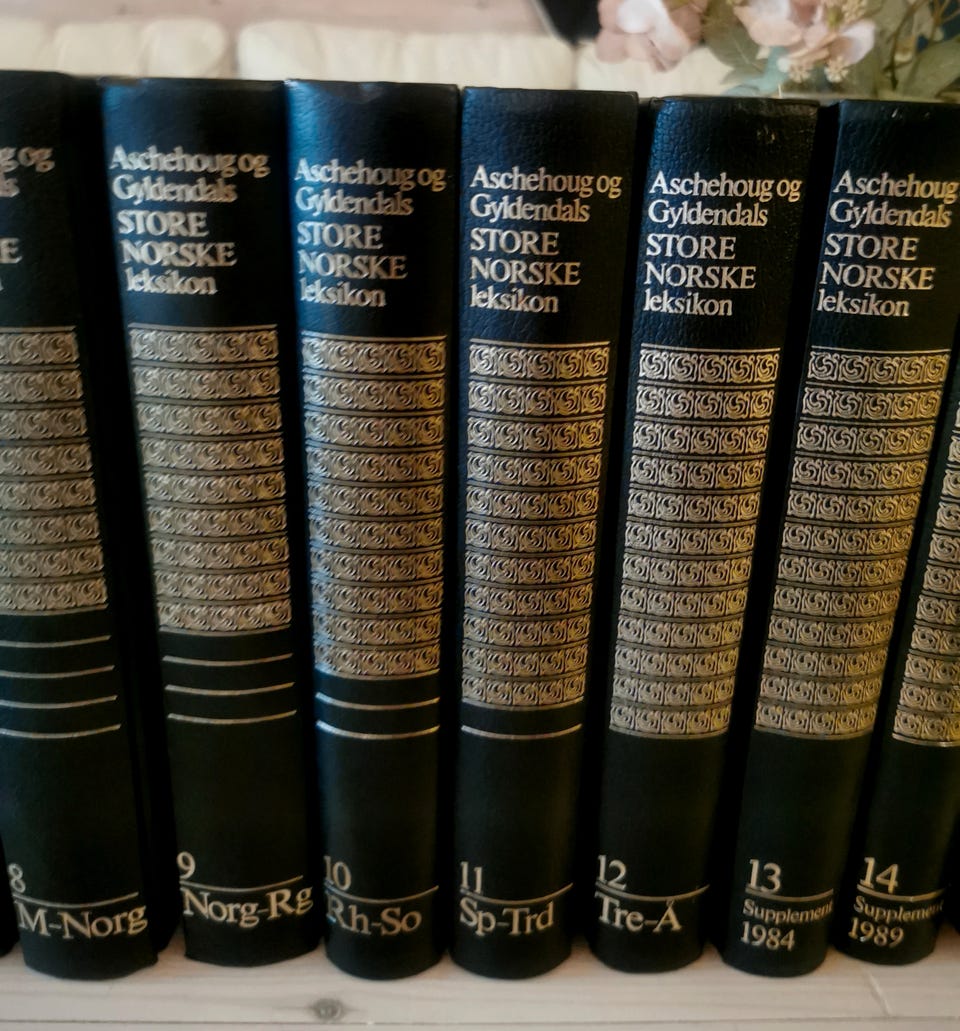 og
8
M-Norg
Aschehoug og
Gyldendals
STORE
NORSKE
leksikon
9
Norg-Rg
Aschehoug og
Gyldendals
STORE
NORSKE
leksikon
10
Rh-So
Aschehoug og
Gyldendals
STORE
NORSKE
leksikon
11
Sp-Trd
Aschehoug og
Gyldendals
STORE
NORSKE
leksikon
12
Tre-Å
Aschehoug
Gyldendals
STORE
NORSKE
leksikon
13
Supplement
1984
14
Supplemen
1989